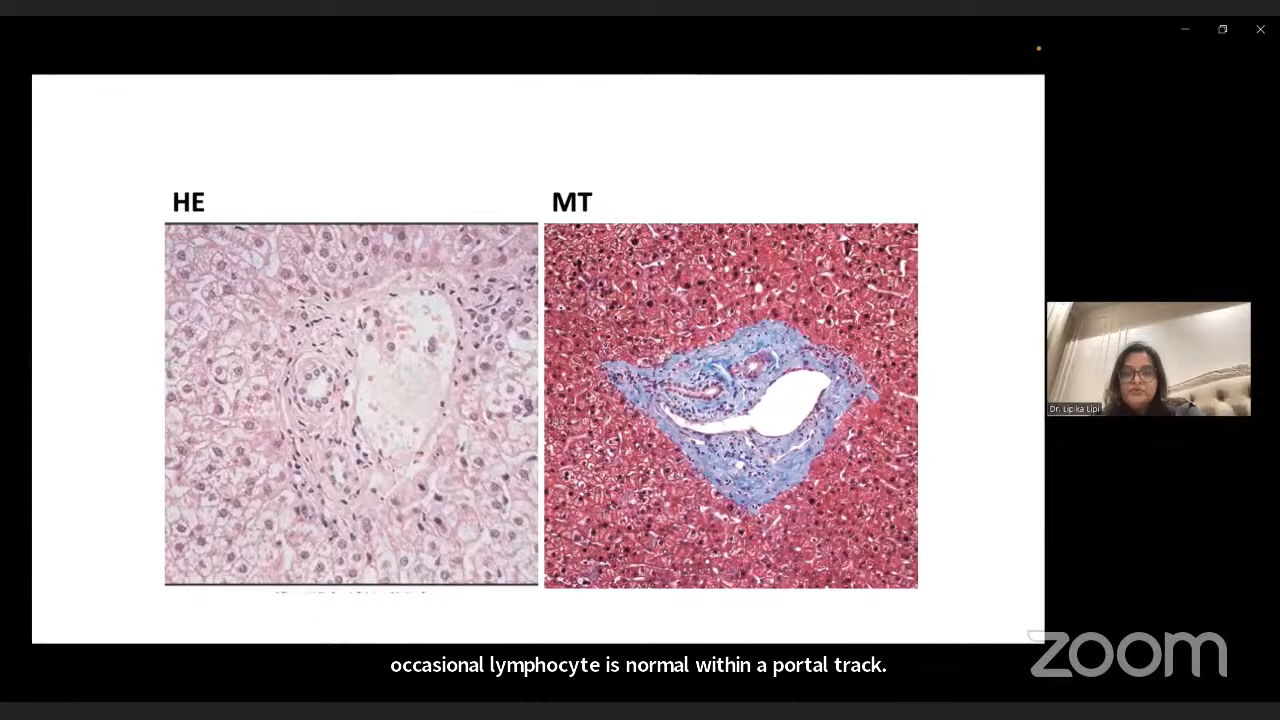 HE
MT
Dr. Lipika Lipi
occasional lymphocyte is normal within a portal track.
zoom